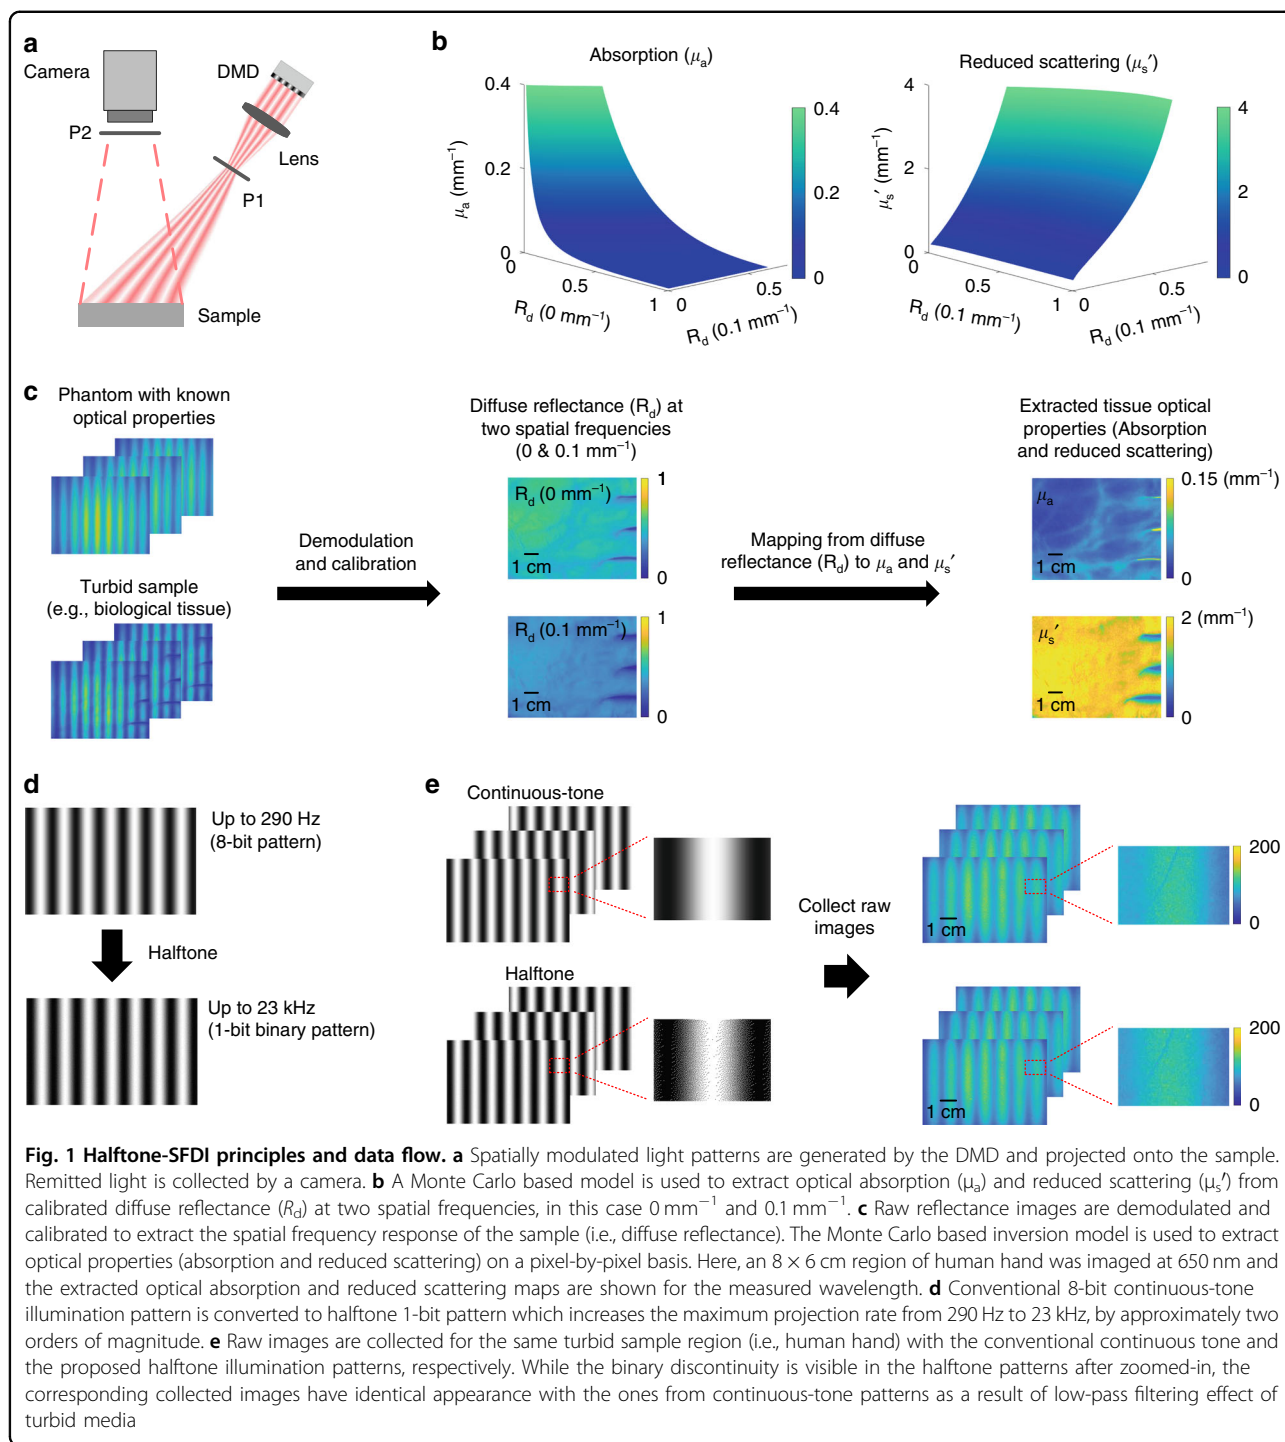 a
Camera
DMD
P2
Lens
P1
Sample
b
Absorption (μa)
0.4
0.2
0
μa (mm⁻¹)
0
0.5
1
Rd (0 mm⁻¹)
0
0.5
Rd (0.1 mm⁻¹)
0.4
0.2
0
Reduced scattering (μs′)
4
2
0
μs′ (mm⁻¹)
0
0.5
1
Rd (0.1 mm⁻¹)
0
0.5
Rd (0.1 mm⁻¹)
4
2
0
c
Phantom with known
optical properties
Turbid sample
(e.g., biological tissue)
Demodulation
and calibration
Diffuse reflectance (Rd) at
two spatial frequencies
(0 & 0.1 mm⁻¹)
Rd (0 mm⁻¹)
1 cm
1
0
Rd (0.1 mm⁻¹)
1 cm
1
0
Mapping from diffuse
reflectance (Rd) to μa and μs′
Extracted tissue optical
properties (Absorption
and reduced scattering)
μa
1 cm
0.15 (mm⁻¹)
0
μs′
1 cm
2 (mm⁻¹)
0
d
Up to 290 Hz
(8-bit pattern)
Halftone
Up to 23 kHz
(1-bit binary pattern)
e
Continuous-tone
Halftone
Collect raw
images
1 cm
200
0
1 cm
200
0
Fig. 1 Halftone-SFDI principles and data flow. a Spatially modulated light patterns are generated by the DMD and projected onto the sample.
Remitted light is collected by a camera. b A Monte Carlo based model is used to extract optical absorption (μa) and reduced scattering (μs′) from
calibrated diffuse reflectance (Rd) at two spatial frequencies, in this case 0 mm⁻¹ and 0.1 mm⁻¹. c Raw reflectance images are demodulated and
calibrated to extract the spatial frequency response of the sample (i.e., diffuse reflectance). The Monte Carlo based inversion model is used to extract
optical properties (absorption and reduced scattering) on a pixel-by-pixel basis. Here, an 8 × 6 cm region of human hand was imaged at 650 nm and
the extracted optical absorption and reduced scattering maps are shown for the measured wavelength. d Conventional 8-bit continuous-tone
illumination pattern is converted to halftone 1-bit pattern which increases the maximum projection rate from 290 Hz to 23 kHz, by approximately two
orders of magnitude. e Raw images are collected for the same turbid sample region (i.e., human hand) with the conventional continuous tone and
the proposed halftone illumination patterns, respectively. While the binary discontinuity is visible in the halftone patterns after zoomed-in, the
corresponding collected images have identical appearance with the ones from continuous-tone patterns as a result of low-pass filtering effect of
turbid media